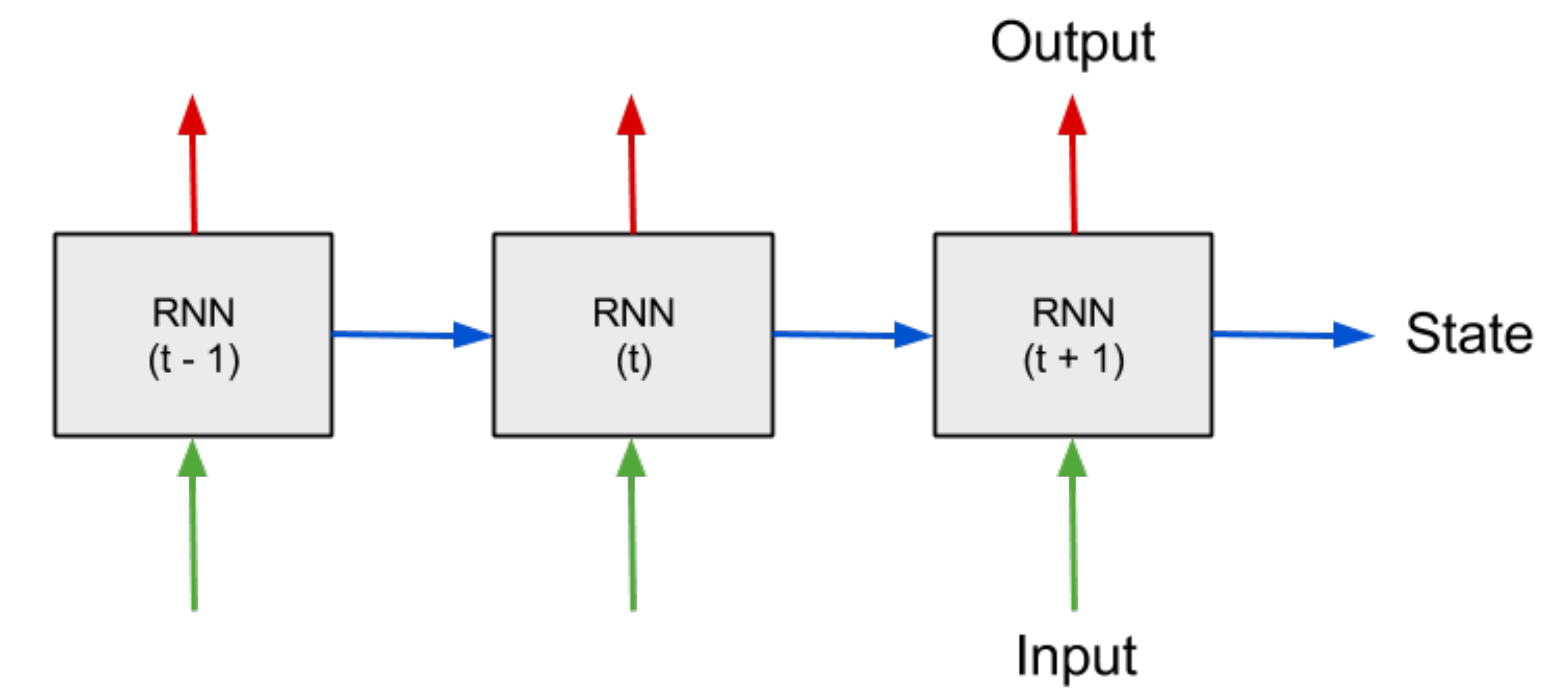 Output
RNN
(t - 1)
RNN
(t)
RNN
(t + 1)
State
Input